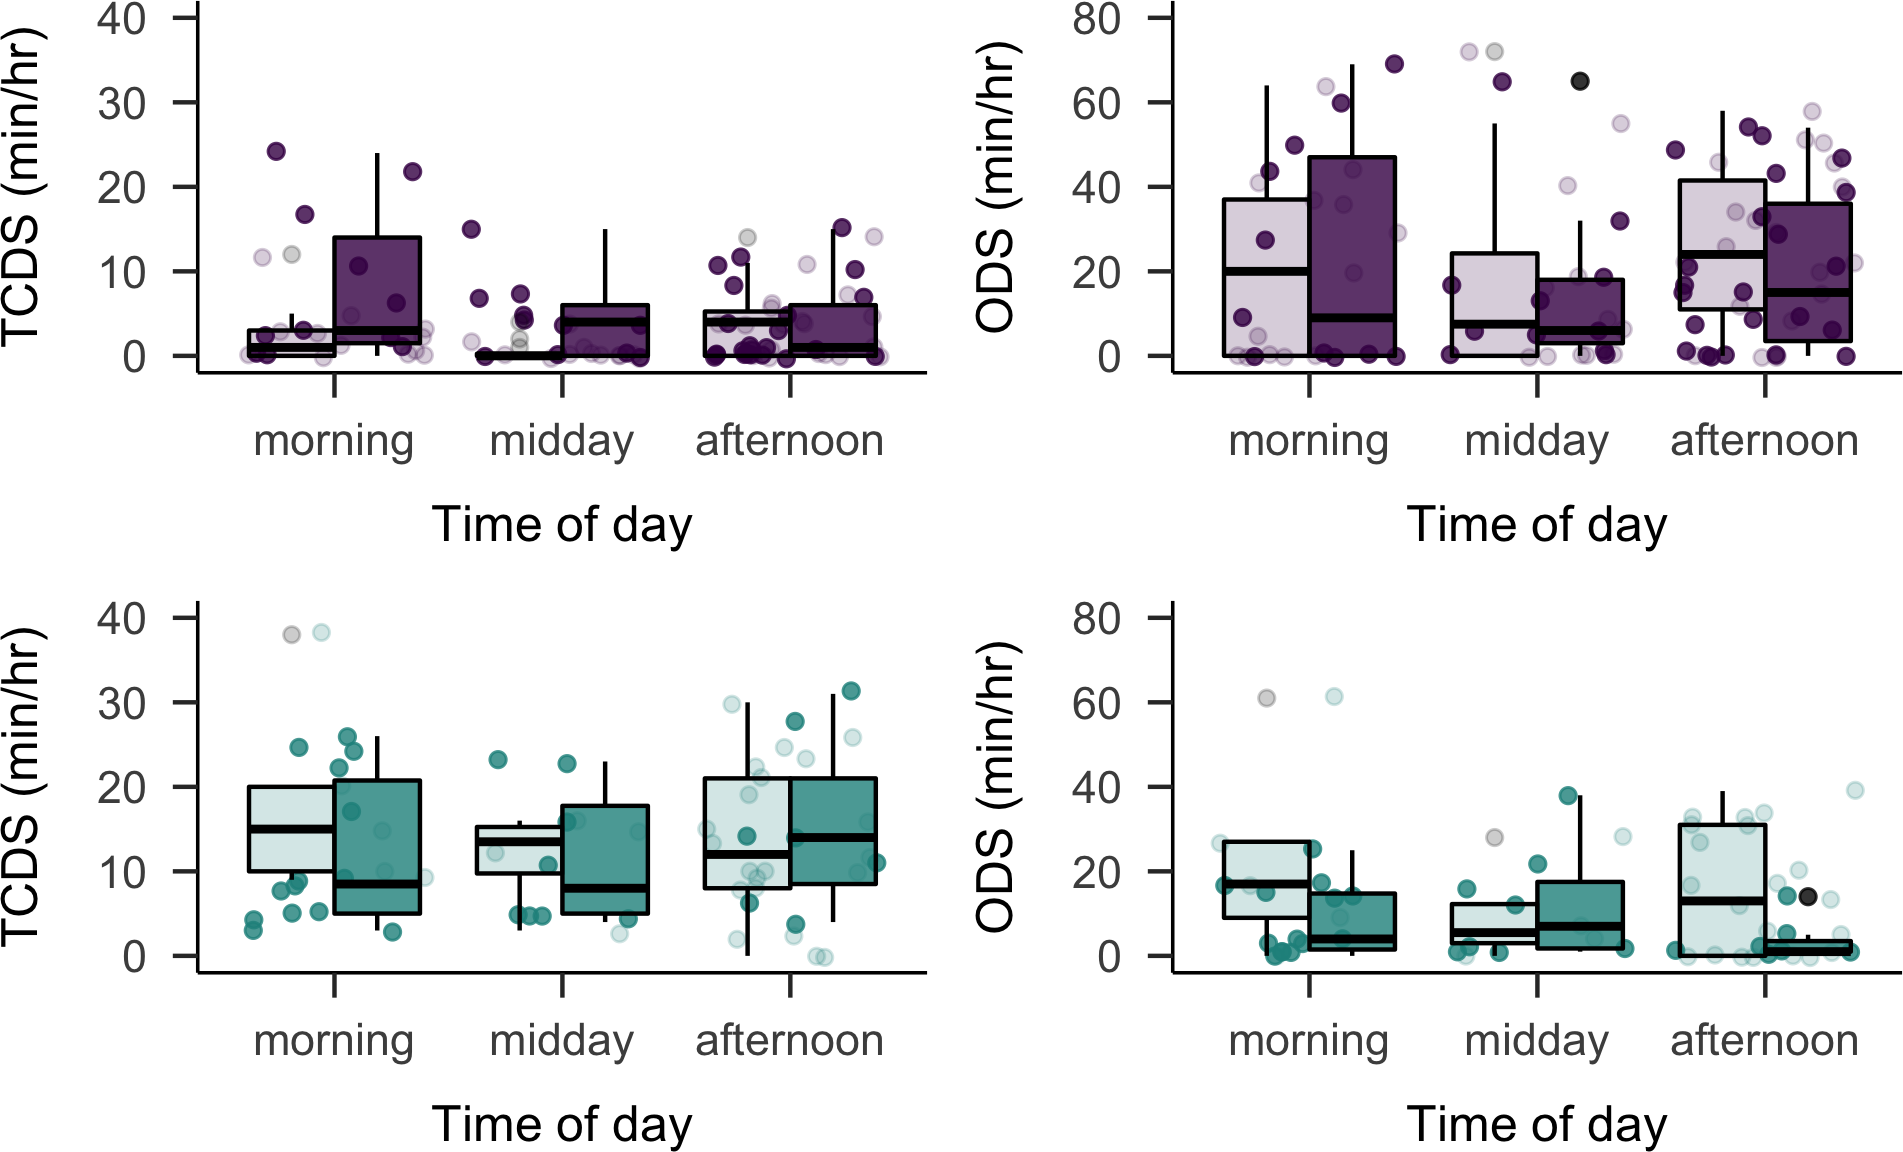 TCDS (min/hr)
40
30
20
10
0
morning midday afternoon
Time of day
ODS (min/hr)
80
60
40
20
0
morning midday afternoon
Time of day
TCDS (min/hr)
40
30
20
10
0
morning midday afternoon
Time of day
ODS (min/hr)
80
60
40
20
0
morning midday afternoon
Time of day